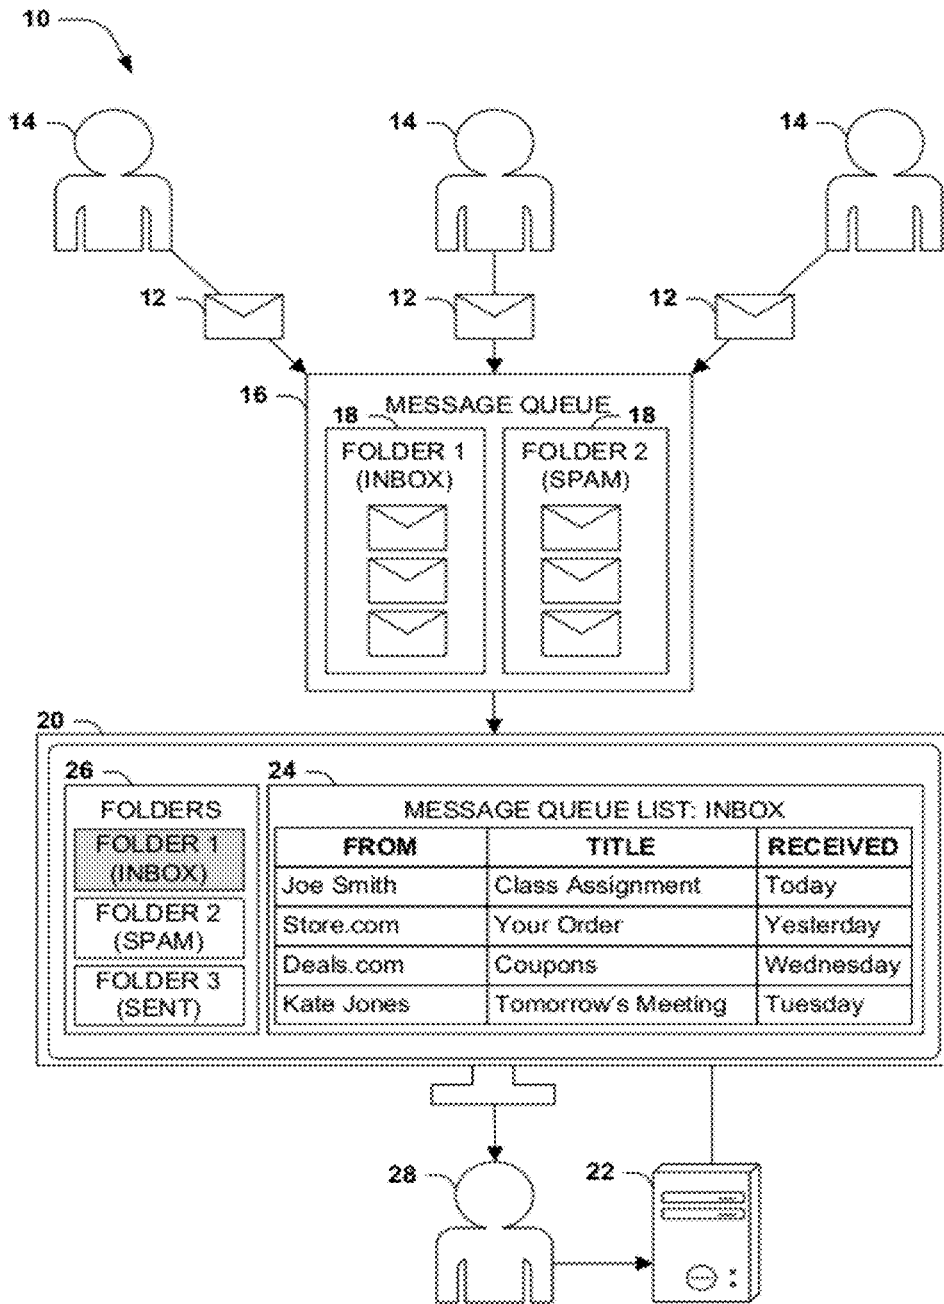 10
14 14 14
12 12 12
16
MESSAGE QUEUE
18 18
FOLDER 1
(INBOX)
FOLDER 2
(SPAM)
20
26
FOLDERS
FOLDER 1
(INBOX)
FOLDER 2
(SPAM)
FOLDER 3
(SENT)
24
MESSAGE QUEUE LIST: INBOX
FROM TITLE RECEIVED
Joe Smith Class Assignment Today
Store.com Your Order Yesterday
Deals.com Coupons Wednesday
Kate Jones Tomorrow's Meeting Tuesday
28
22